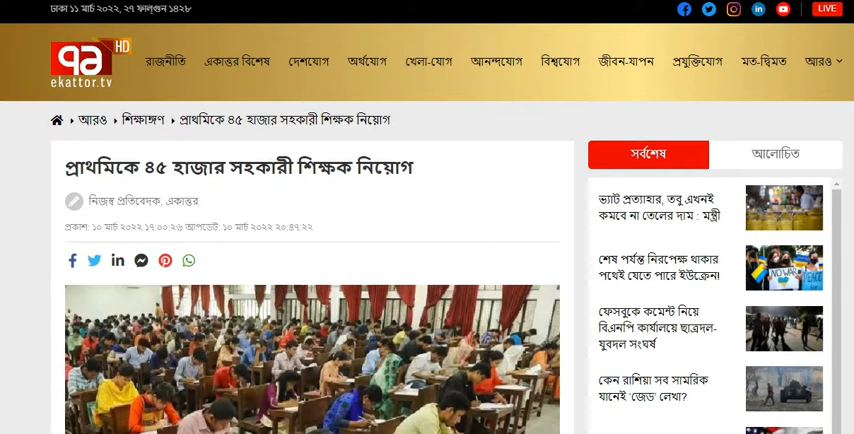 ঢাকা ১১ মার্চ ২০২২, ২৭ ফাল্গুন ১৪২৮
LIVE
HD
৭১
ekattor.tv
রাজনীতি একাত্তর বিশেষ দেশযোগ অর্থযোগ খেলা-যোগ আনন্দযোগ বিশ্বযোগ জীবন-যাপন প্রযুক্তিযোগ মত-দ্বিমত আরও
আরও শিক্ষাঙ্গণ প্রাথমিকে ৪৫ হাজার সহকারী শিক্ষক নিয়োগ
প্রাথমিকে ৪৫ হাজার সহকারী শিক্ষক নিয়োগ
নিজস্ব প্রতিবেদক, একাত্তর
প্রকাশ: ১০ মার্চ ২০২২ ১৭:০০:২৬ আপডেট: ১০ মার্চ ২০২২ ২০:৪৭:২২
সর্বশেষ আলোচিত
ভ্যাট প্রত্যাহার, তবু এখনই
কমবে না তেলের দাম : মন্ত্রী
শেষ পর্যন্ত নিরপেক্ষ থাকার
পথেই যেতে পারে ইউক্রেন!
NO WAR
PEACE
ফেসবুকে কমেন্ট নিয়ে
বিএনপি কার্যালয়ে ছাত্রদল-
যুবদল সংঘর্ষ
কেন রাশিয়া সব সামরিক
যানেই 'জেড' লেখা?